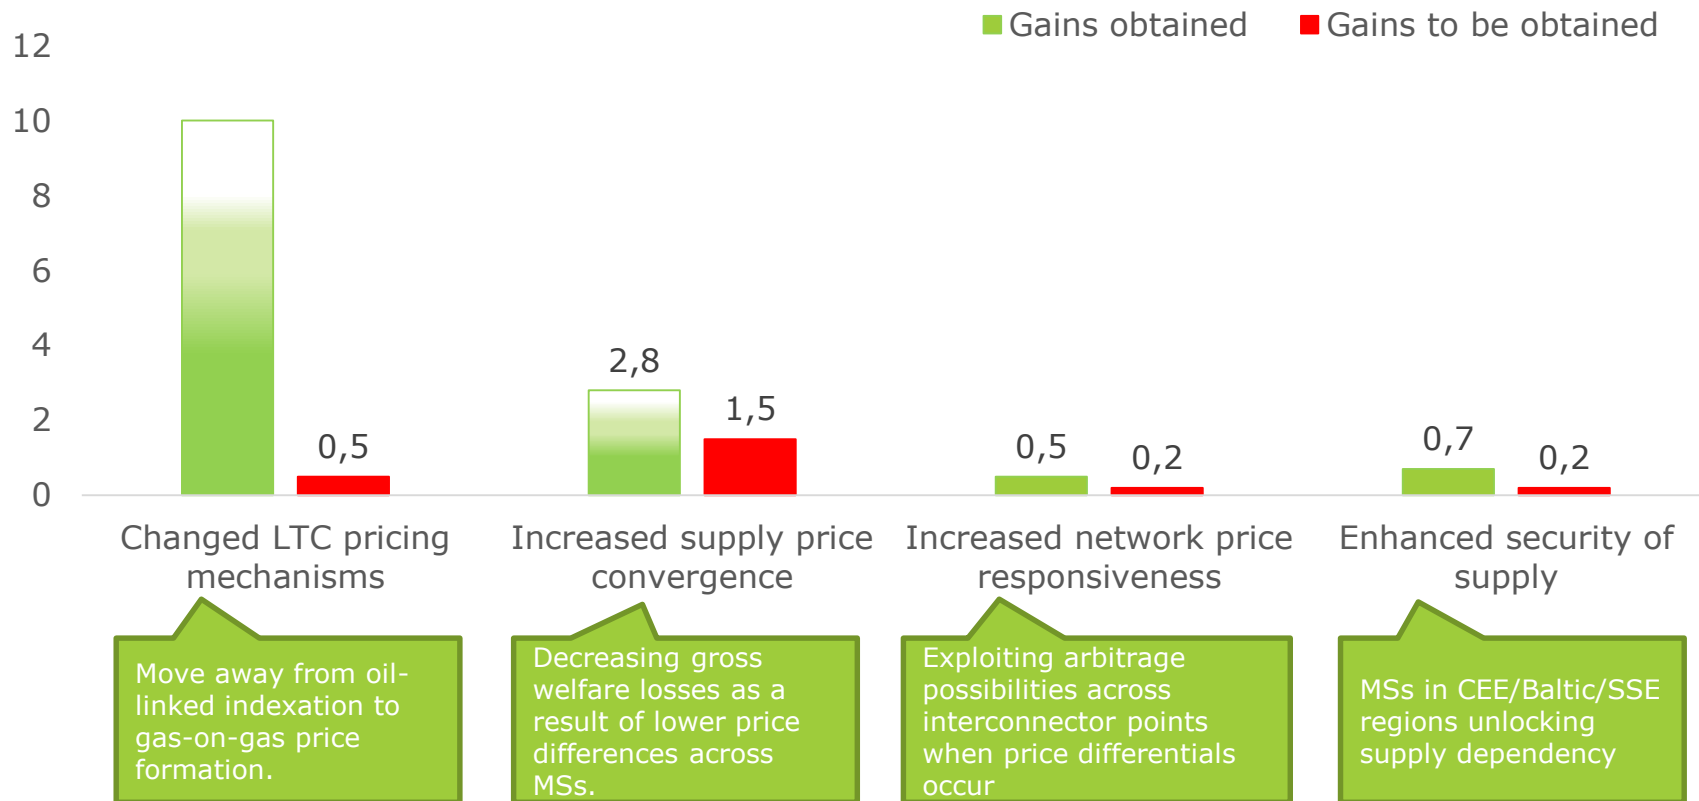 Gains obtained
Gains to be obtained
12
10
8
6
4
2
0
0,5
2,8
1,5
0,5
0,2
0,7
0,2
Changed LTC pricing
mechanisms
Increased supply price
convergence
Increased network price
responsiveness
Enhanced security of
supply
Move away from oil-
linked indexation to
gas-on-gas price
formation.
Decreasing gross
welfare losses as a
result of lower price
differences across
MSs.
Exploiting arbitrage
possibilities across
interconnector points
when price differentials
occur
MSs in CEE/Baltic/SSE
regions unlocking
supply dependency